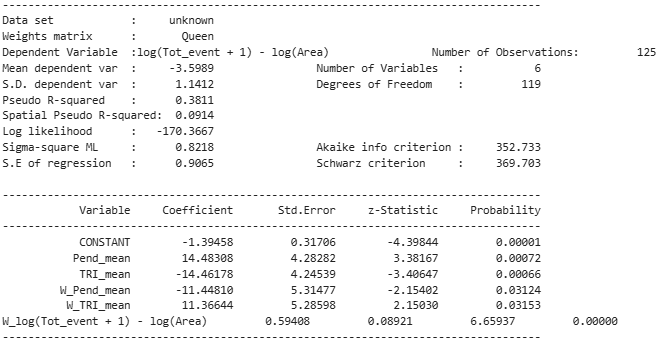 ------------------------------------------------------------------------------------
Data set            :     unknown
Weights matrix      :       Queen
Dependent Variable  :log(Tot_event + 1) - log(Area)                Number of Observations:         125
Mean dependent var  :     -3.5989                Number of Variables   :           6
S.D. dependent var  :      1.1412                Degrees of Freedom    :         119
Pseudo R-squared    :      0.3811
Spatial Pseudo R-squared:  0.0914
Log likelihood      :   -170.3667
Sigma-square ML     :      0.8218                Akaike info criterion :     352.733
S.E of regression   :      0.9065                Schwarz criterion     :     369.703
------------------------------------------------------------------------------------
Variable     Coefficient       Std.Error     z-Statistic     Probability
------------------------------------------------------------------------------------
CONSTANT        -1.39458         0.31706        -4.39844         0.00001
Pend_mean        14.48308         4.28282         3.38167         0.00072
TRI_mean       -14.46178         4.24539        -3.40647         0.00066
W_Pend_mean       -11.44810         5.31477        -2.15402         0.03124
W_TRI_mean        11.36644         5.28598         2.15030         0.03153
W_log(Tot_event + 1) - log(Area)         0.59408         0.08921         6.65937         0.00000
------------------------------------------------------------------------------------